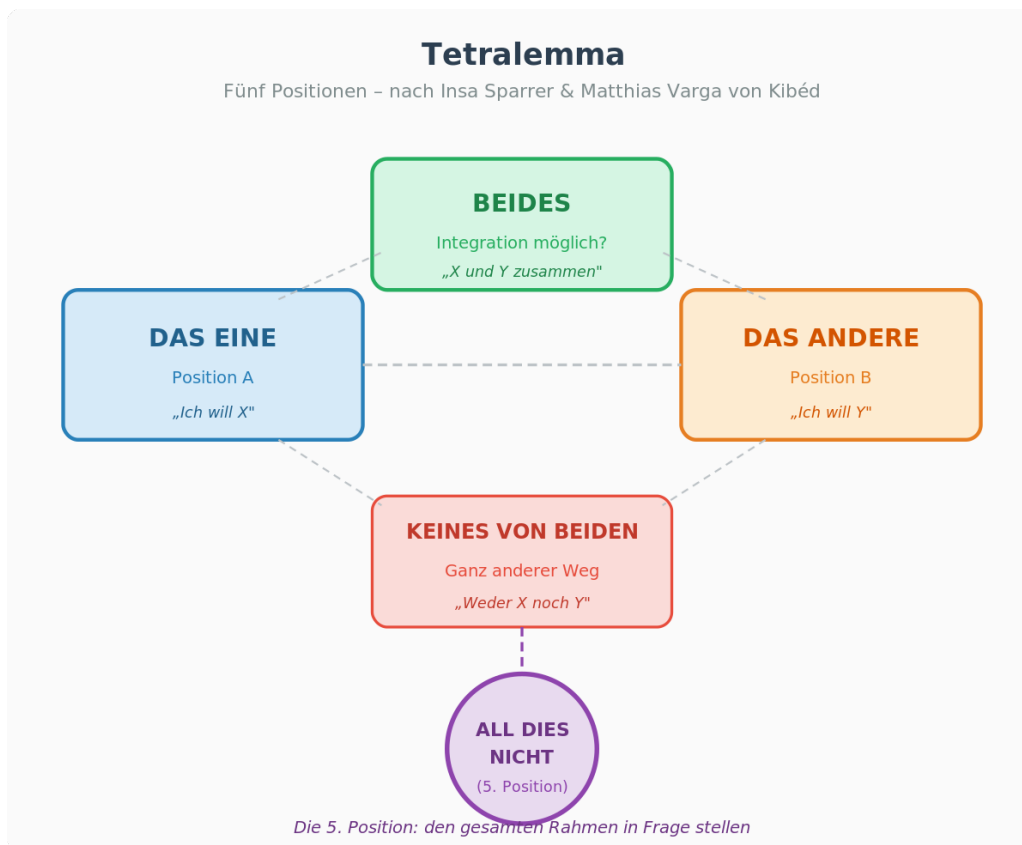 Tetralemma
Fünf Positionen – nach Insa Sparrer & Matthias Varga von Kibéd
BEIDES
Integration möglich?
„X und Y zusammen"
DAS EINE
Position A
„Ich will X"
DAS ANDERE
Position B
„Ich will Y"
KEINES VON BEIDEN
Ganz anderer Weg
„Weder X noch Y"
ALL DIES
NICHT
(5. Position)
Die 5. Position: den gesamten Rahmen in Frage stellen